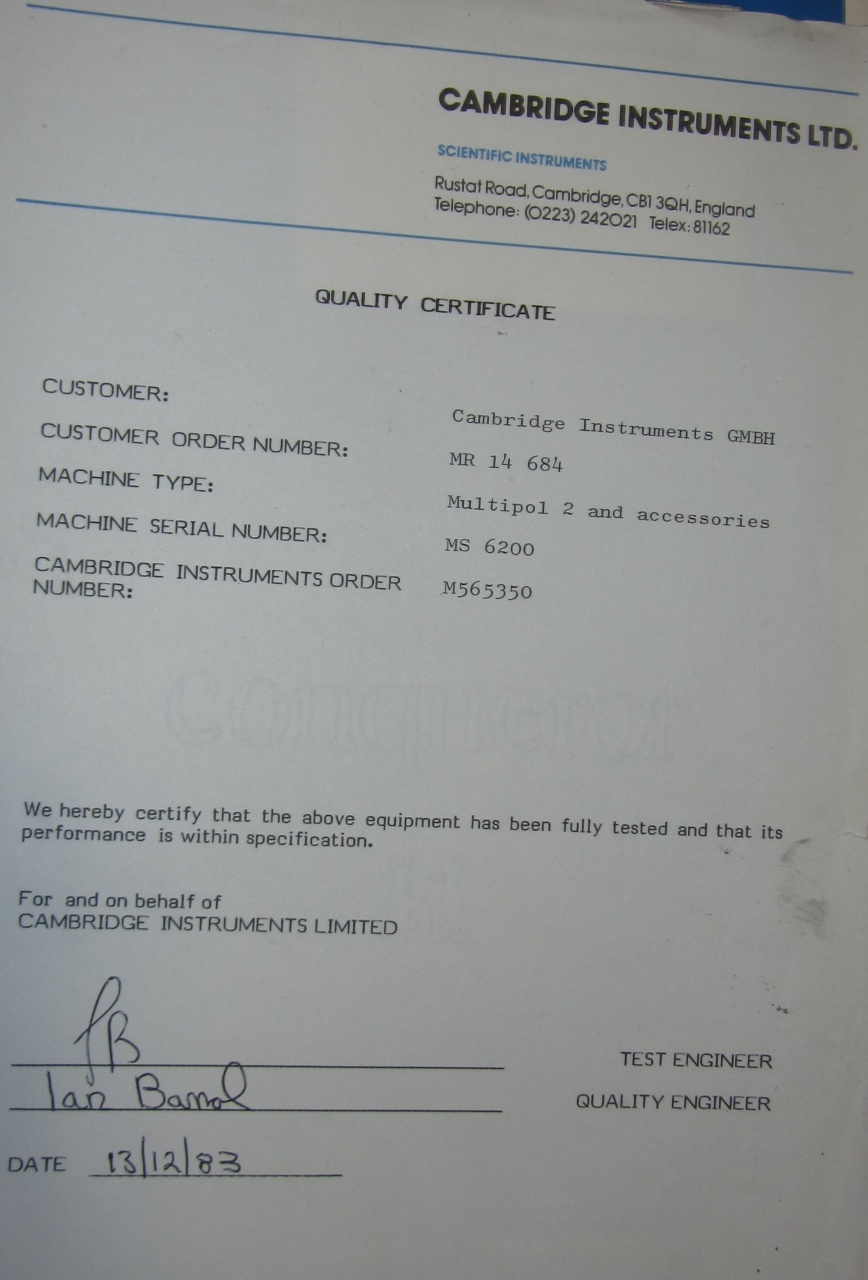 CAMBRIDGE INSTRUMENTS LTD.
SCIENTIFIC INSTRUMENTS
Rustat Road, Cambridge, CB1 3QH, England
Telephone: (0223) 242021 Telex: 81162
QUALITY CERTIFICATE
CUSTOMER: Cambridge Instruments GMBH
CUSTOMER ORDER NUMBER: MR 14 684
MACHINE TYPE: Multipol 2 and accessories
MACHINE SERIAL NUMBER: MS 6200
CAMBRIDGE INSTRUMENTS ORDER M565350
NUMBER:
Conqueror
We hereby certify that the above equipment has been fully tested and that its
performance is within specification.
For and on behalf of
CAMBRIDGE INSTRUMENTS LIMITED
TEST ENGINEER
Ian QUALITY ENGINEER
DATE 13/12/83